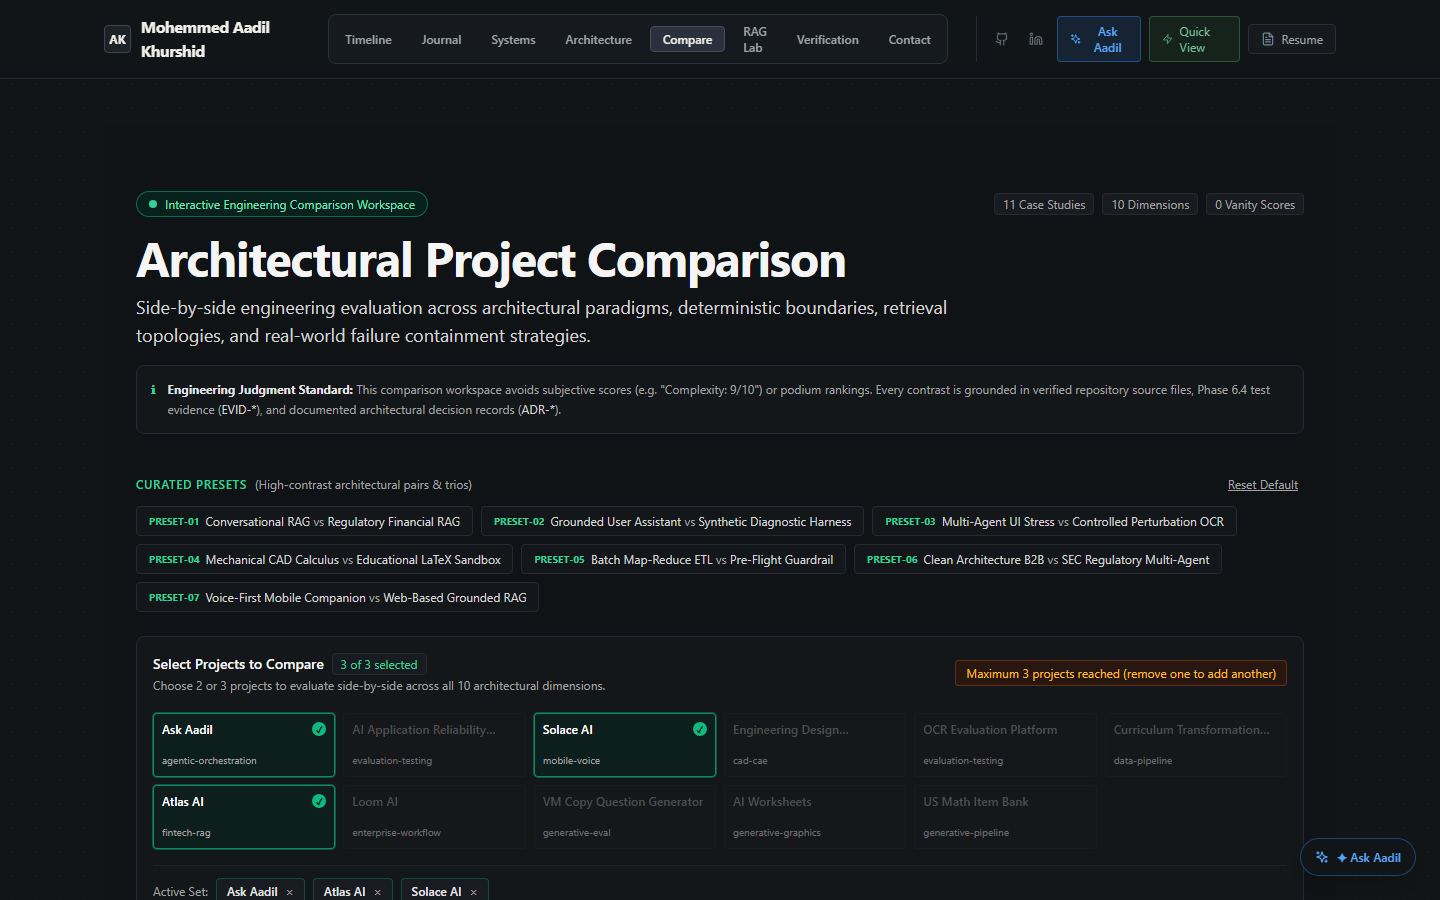 AK
Mohemmed Aadil
Khurshid
Timeline
Journal
Systems
Architecture
Compare
RAG
Lab
Verification
Contact
Ask
Aadil
Quick
View
Resume
Interactive Engineering Comparison Workspace
11 Case Studies
10 Dimensions
0 Vanity Scores
Architectural Project Comparison
Side-by-side engineering evaluation across architectural paradigms, deterministic boundaries, retrieval
topologies, and real-world failure containment strategies.
Engineering Judgment Standard: This comparison workspace avoids subjective scores (e.g. "Complexity: 9/10") or podium rankings. Every contrast is grounded in verified repository source files, Phase 6.4 test
evidence (EVID-*), and documented architectural decision records (ADR-*).
CURATED PRESETS (High-contrast architectural pairs & trios)
Reset Default
PRESET-01 Conversational RAG vs Regulatory Financial RAG
PRESET-02 Grounded User Assistant vs Synthetic Diagnostic Harness
PRESET-03 Multi-Agent UI Stress vs Controlled Perturbation OCR
PRESET-04 Mechanical CAD Calculus vs Educational LaTeX Sandbox
PRESET-05 Batch Map-Reduce ETL vs Pre-Flight Guardrail
PRESET-06 Clean Architecture B2B vs SEC Regulatory Multi-Agent
PRESET-07 Voice-First Mobile Companion vs Web-Based Grounded RAG
Select Projects to Compare
3 of 3 selected
Choose 2 or 3 projects to evaluate side-by-side across all 10 architectural dimensions.
Maximum 3 projects reached (remove one to add another)
Ask Aadil
agentic-orchestration
AI Application Reliability...
evaluation-testing
Solace AI
mobile-voice
Engineering Design...
cad-cae
OCR Evaluation Platform
evaluation-testing
Curriculum Transformation...
data-pipeline
Atlas AI
fintech-rag
Loom AI
enterprise-workflow
VM Copy Question Generator
generative-eval
AI Worksheets
generative-graphics
US Math Item Bank
generative-pipeline
Active Set:
Ask Aadil ×
Atlas AI ×
Solace AI ×
✦ Ask Aadil